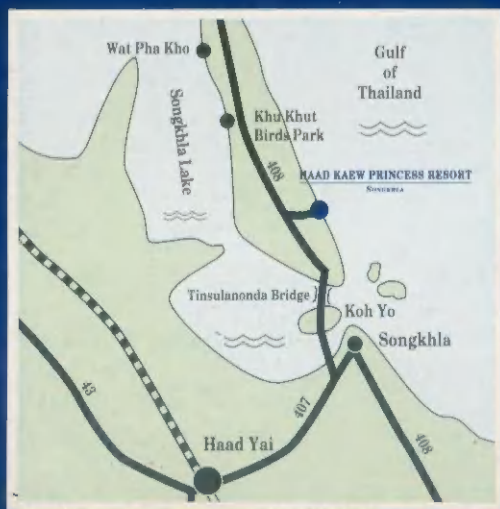 Wat Pha Kho
Gulf
of
Thailand
Songkhla Lake
Khu Khut
Birds Park
408
HAAD KAEW PRINCESS RESORT
SONGKHLA
Tinsulanonda Bridge
Koh Yo
Songkhla
43
407
Haad Yai
408